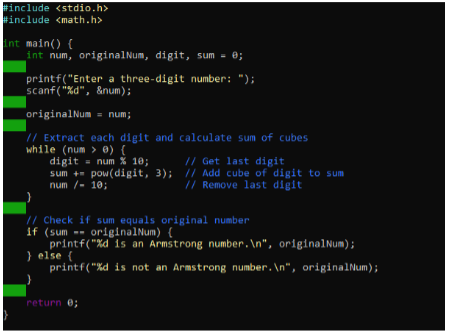 #include <stdio.h>
#include <math.h>
int main() {
int num, originalNum, digit, sum = 0;
printf("Enter a three-digit number: ");
scanf("%d", &num);
originalNum = num;
// Extract each digit and calculate sum of cubes
while (num > 0) {
digit = num % 10; // Get last digit
sum += pow(digit, 3); // Add cube of digit to sum
num /= 10; // Remove last digit
}
// Check if sum equals original number
if (sum == originalNum) {
printf("%d is an Armstrong number.\n", originalNum);
} else {
printf("%d is not an Armstrong number.\n", originalNum);
}
return 0;
}